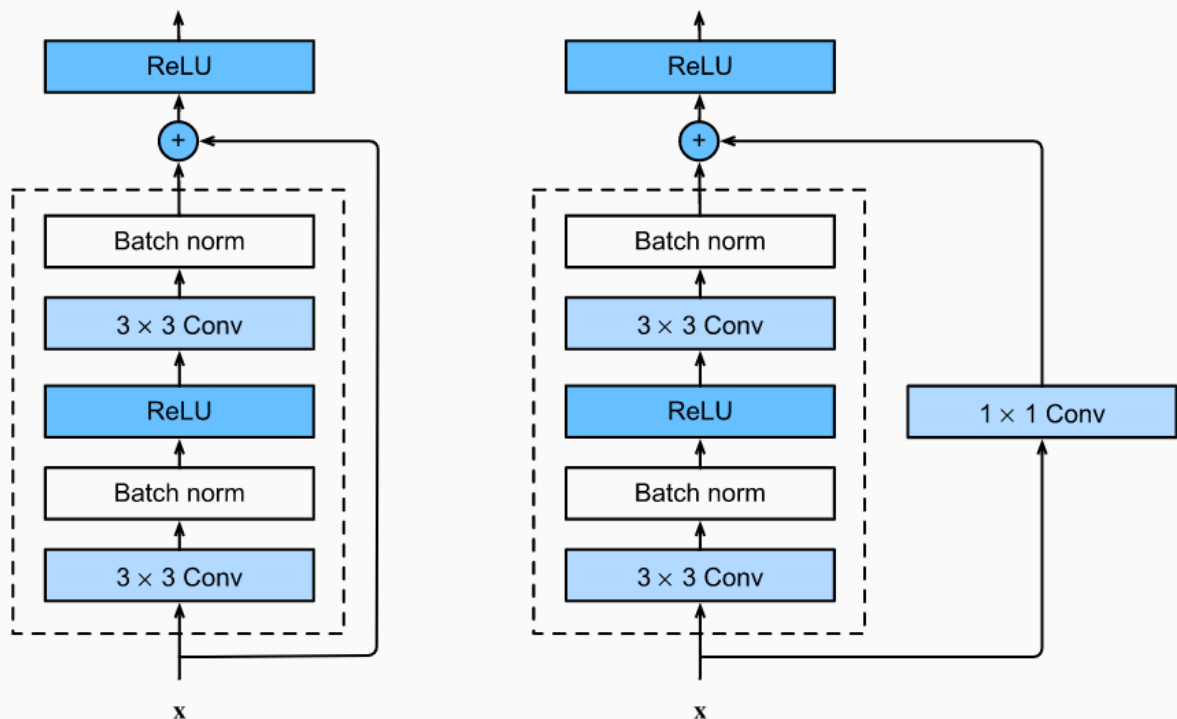 ReLU
+
Batch norm
3 × 3 Conv
ReLU
Batch norm
3 × 3 Conv
x
ReLU
+
Batch norm
3 × 3 Conv
ReLU
Batch norm
3 × 3 Conv
1 × 1 Conv
x